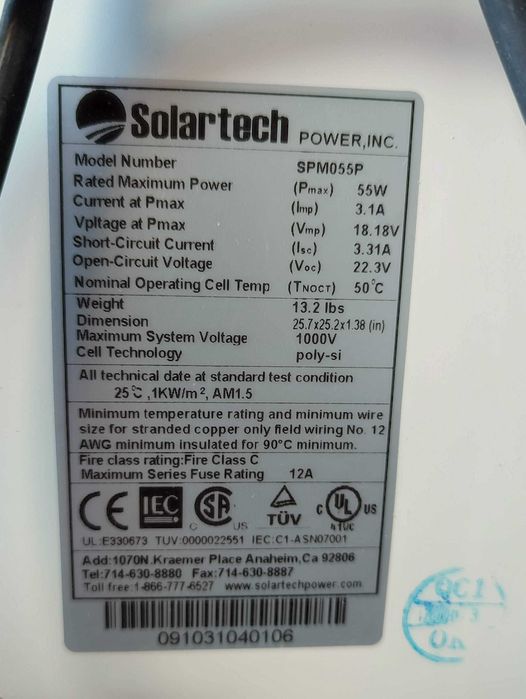 Solartech POWER,INC.
Model Number SPM055P
Rated Maximum Power (Pmax) 55W
Current at Pmax (Imp) 3.1A
Vpltage at Pmax (Vmp) 18.18V
Short-Circuit Current (Isc) 3.31A
Open-Circuit Voltage (Voc) 22.3V
Nominal Operating Cell Temp (TNOCT) 50°C
Weight 13.2 lbs
Dimension 25.7x25.2x1.38 (in)
Maximum System Voltage 1000V
Cell Technology poly-si
All technical date at standard test condition
25℃ ,1KW/m², AM1.5
Minimum temperature rating and minimum wire
size for stranded copper only field wiring No. 12
AWG minimum insulated for 90°C minimum.
Fire class rating:Fire Class C
Maximum Series Fuse Rating 12A
CE IEC C SA US TÜV C UL US
UL:E330673 TUV:0000022551 IEC:C1-ASN07001
Add:1070N.Kraemer Place Anaheim,Ca 92806
Tel:714-630-8880 Fax:714-630-8887
Toll free:1-866-777-6527 www.solartechpower.com
091031040106
QC1